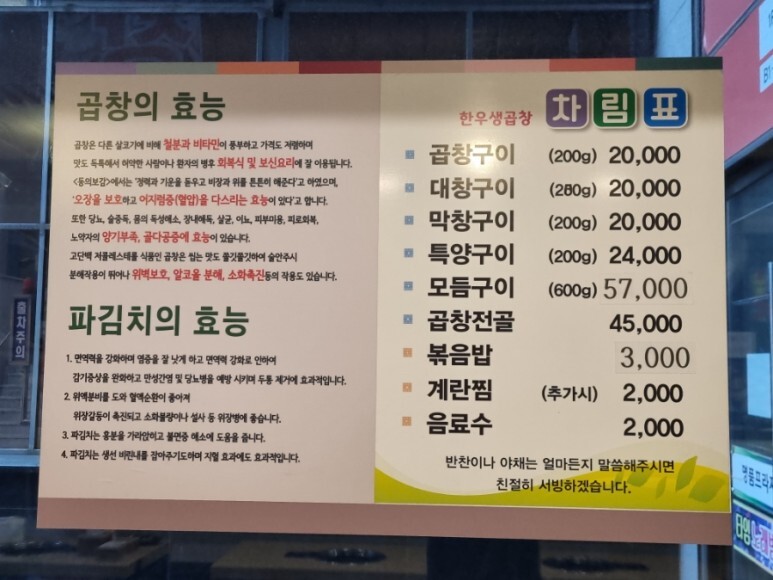 곱창의 효능
곱창은 다른 살코기에 비해 철분과 비타민이 풍부하고 가격도 저렴하며
맛도 독특해서 허약한 사람이나 환자의 병후 회복식 및 보신요리에 잘 이용됩니다.
<동의보감>에서는 '정력과 기운을 돋우고 비장과 위를 튼튼히 해준다'고 하였으며,
'오장을 보호하고 어지럼증(혈압)을 다스리는 효능이 있다'고 합니다.
또한 당뇨, 술중독, 몸의 독성해소, 장내해독, 살균, 이뇨, 피부미용, 피로회복,
노약자의 양기부족, 골다공증에 효능이 있습니다.
고단백 저콜레스테롤 식품인 곱창은 씹는 맛도 쫄깃쫄깃하여 술안주시
분해작용이 뛰어나 위벽보호, 알코올 분해, 소화촉진등의 작용도 있습니다.
파김치의 효능
1. 면역력을 강화하며 염증을 잘 낫게 하고 면역력 강화로 인하여
감기증상을 완화하고 만성간염 및 당뇨병을 예방 시키며 두통 제거에 효과적입니다.
2. 위액분비를 도와 혈액순환이 좋아져
위장갈등이 촉진되고 소화불량이나 설사 등 위장병에 좋습니다.
3. 파김치는 흥분을 가라앉히고 불면증 해소에 도움을 줍니다.
4. 파김치는 생선 비린내를 잡아주기도하며 지혈 효과에도 효과적입니다.
한우생곱창 차림표
곱창구이 (200g) 20,000
대창구이 (280g) 20,000
막창구이 (200g) 20,000
특양구이 (200g) 24,000
모듬구이 (600g) 57,000
곱창전골 45,000
볶음밥 3,000
계란찜 (추가시) 2,000
음료수 2,000
반찬이나 야채는 얼마든지 말씀해주시면
친절히 서빙하겠습니다.
출차주의